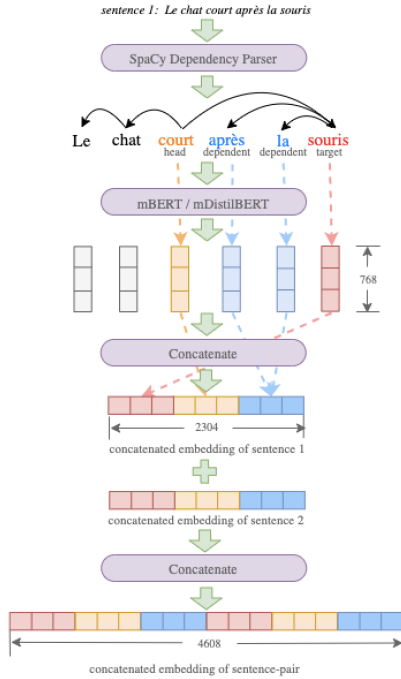 sentence 1: Le chat court après la souris
SpaCy Dependency Parser
Le chat court après la souris
head dependent dependent target
mBERT / mDistilBERT
768
Concatenate
2304
concatenated embedding of sentence 1
concatenated embedding of sentence 2
Concatenate
4608
concatenated embedding of sentence-pair